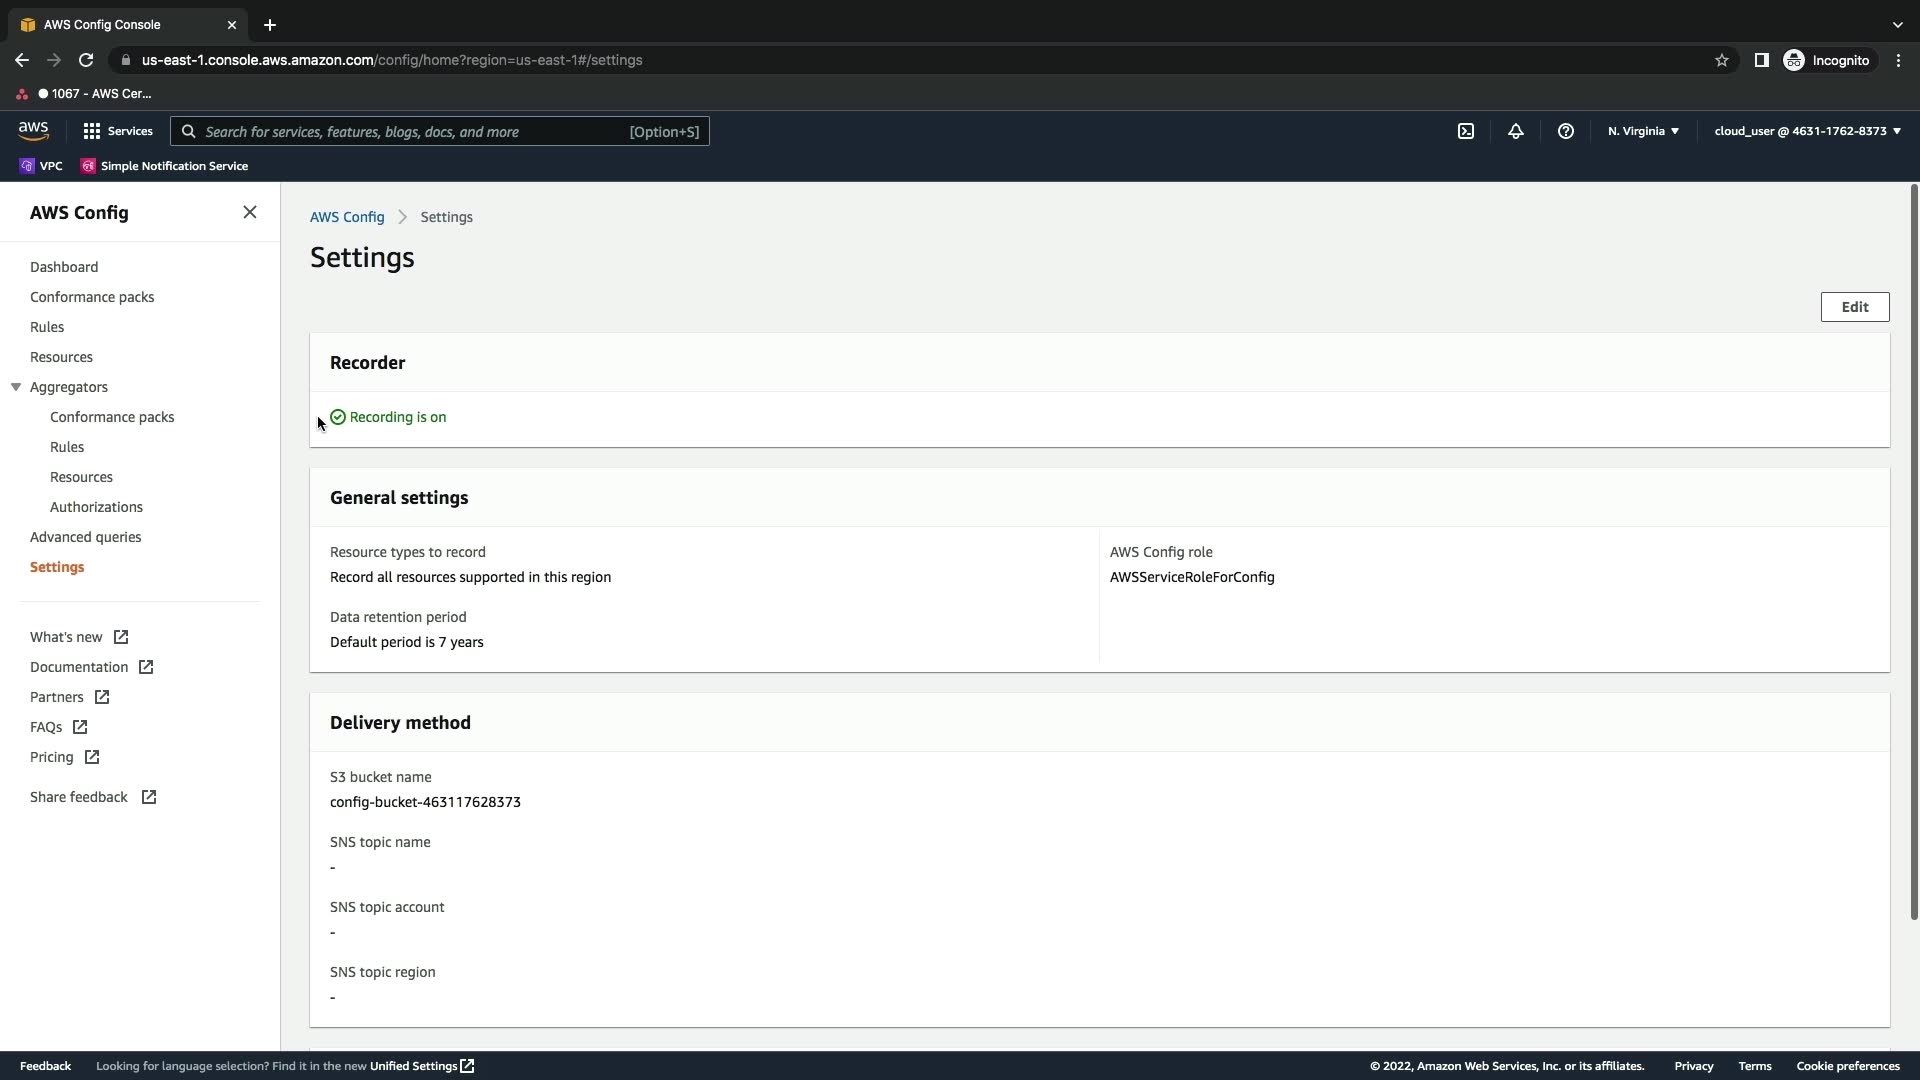 AWS Config Console
us-east-1.console.aws.amazon.com/config/home?region=us-east-1#/settings
Incognito
1067 - AWS Cer...
aws
Services
Search for services, features, blogs, docs, and more
[Option+S]
N. Virginia
cloud_user @ 4631-1762-8373
VPC
Simple Notification Service
AWS Config
Dashboard
Conformance packs
Rules
Resources
Aggregators
Conformance packs
Rules
Resources
Authorizations
Advanced queries
Settings
What's new
Documentation
Partners
FAQs
Pricing
Share feedback
AWS Config
Settings
Settings
Edit
Recorder
Recording is on
General settings
Resource types to record
Record all resources supported in this region
Data retention period
Default period is 7 years
AWS Config role
AWSServiceRoleForConfig
Delivery method
S3 bucket name
config-bucket-463117628373
SNS topic name
-
SNS topic account
-
SNS topic region
-
Feedback
Looking for language selection? Find it in the new Unified Settings
© 2022, Amazon Web Services, Inc. or its affiliates.
Privacy
Terms
Cookie preferences